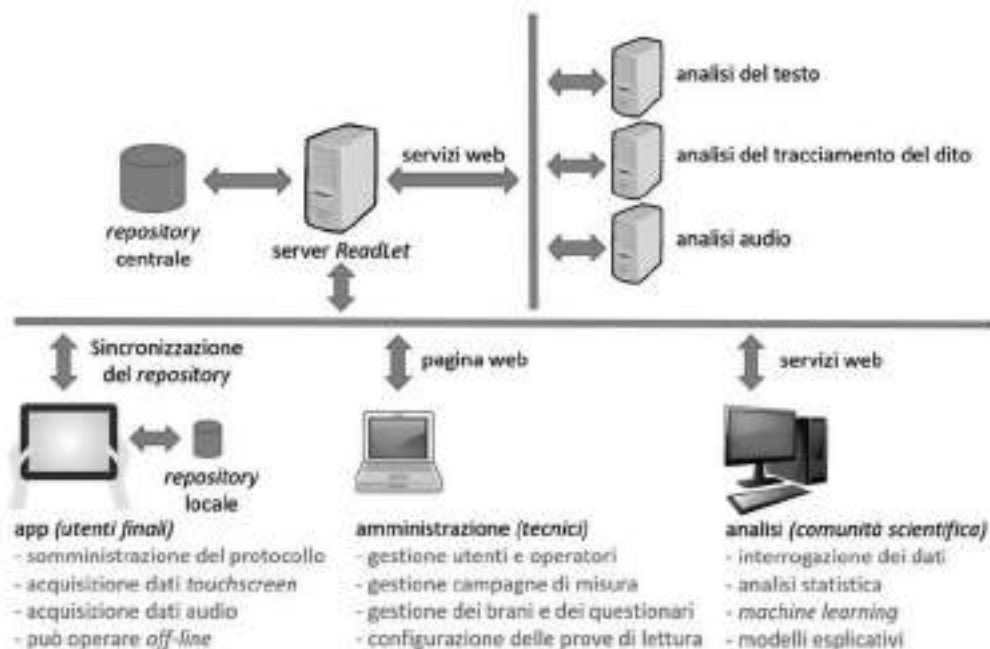 analisi del testo
servizi web
analisi del tracciamento del dito
repository
centrale
server ReadLet
analisi audio
Sincronizzazione
del repository
pagina web
servizi web
repository
locale
app (utenti finali)
- somministrazione del protocollo
- acquisizione dati touchscreen
- acquisizione dati audio
- può operare off-line
amministrazione (tecnici)
- gestione utenti e operatori
- gestione campagne di misura
- gestione dei brani e dei questionari
- configurazione delle prove di lettura
analisi (comunità scientifica)
- interrogazione dei dati
- analisi statistica
- machine learning
- modelli esplicativi